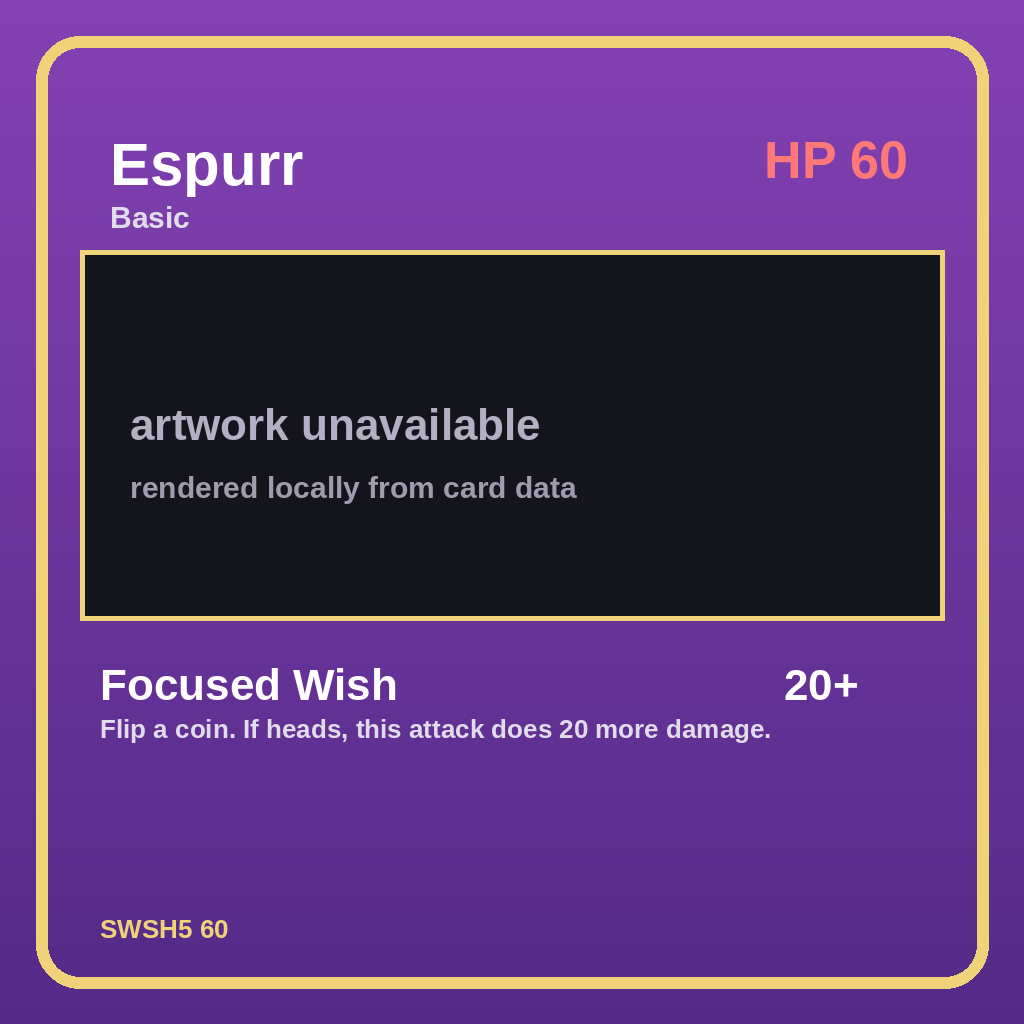 Espurr
HP 60
Basic
artwork unavailable
rendered locally from card data
Focused Wish
20+
Flip a coin. If heads, this attack does 20 more damage.
SWSH5 60